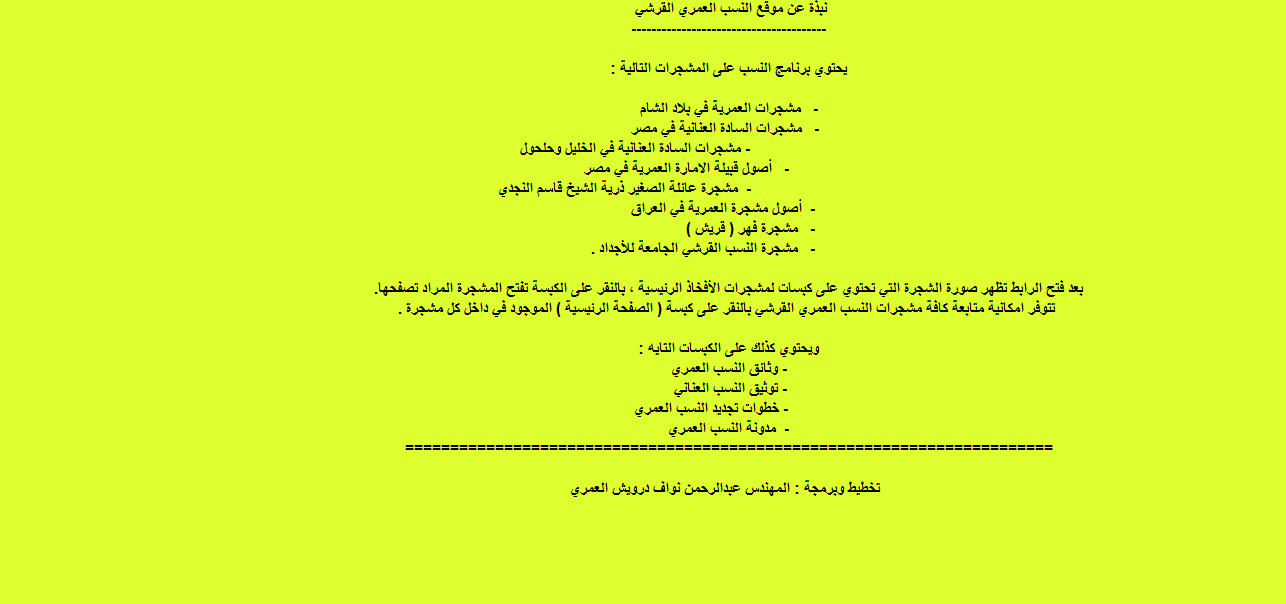 نبذة عن موقع النسب العمري القرشي
---------------------------------------
يحتوي برنامج النسب على المشجرات التالية :
- مشجرات العمرية في بلاد الشام
- مشجرات السادة العنانية في مصر
- مشجرات السادة العنانية في الخليل وحلحول
- أصول قبيلة الامارة العمرية في مصر
- مشجرة عائلة الصغير ذرية الشيخ قاسم النجدي
- أصول مشجرة العمرية في العراق
- مشجرة فهر ( قريش )
- مشجرة النسب القرشي الجامعة للأجداد .
بعد فتح الرابط تظهر صورة الشجرة التي تحتوي على كبسات لمشجرات الأفخاذ الرئيسية ، بالنقر على الكبسة تفتح المشجرة المراد تصفحها.
تتوفر امكانية متابعة كافة مشجرات النسب العمري القرشي بالنقر على كبسة ( الصفحة الرئيسية ) الموجود في داخل كل مشجرة .
ويحتوي كذلك على الكبسات التايه :
- وثائق النسب العمري
- توثيق النسب العناني
- خطوات تجديد النسب العمري
- مدونة النسب العمري
========================================================================
تخطيط وبرمجة : المهندس عبدالرحمن نواف درويش العمري